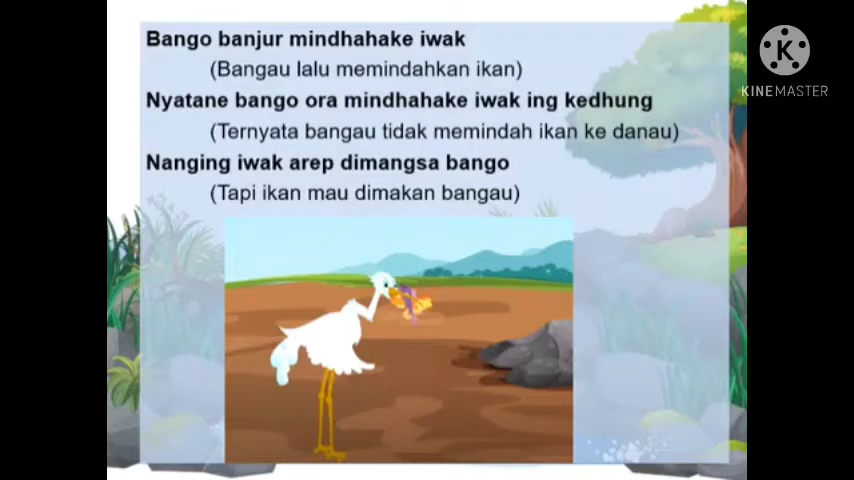 Bango banjur mindhahake iwak
(Bangau lalu memindahkan ikan)
Nyatane bango ora mindhahake iwak ing kedhung
(Ternyata bangau tidak memindah ikan ke danau)
Nanging iwak arep dimangsa bango
(Tapi ikan mau dimakan bangau)
K
KINEMASTER